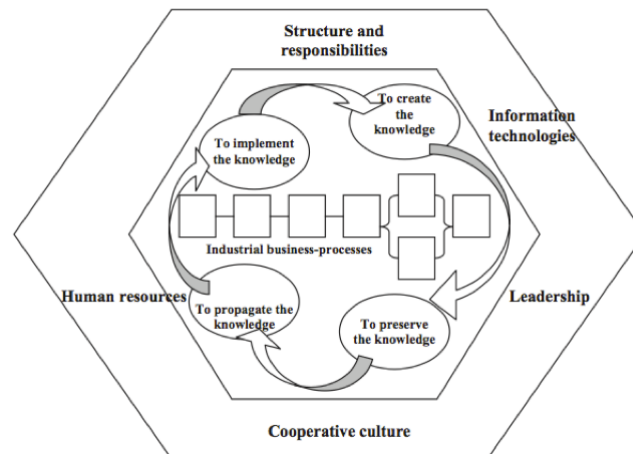 Structure and
responsibilities
To create
the
knowledge
Information
technologies
To implement
the knowledge
Industrial business-processes
Human resources
Leadership
To propagate the
knowledge
To preserve
the knowledge
Cooperative culture